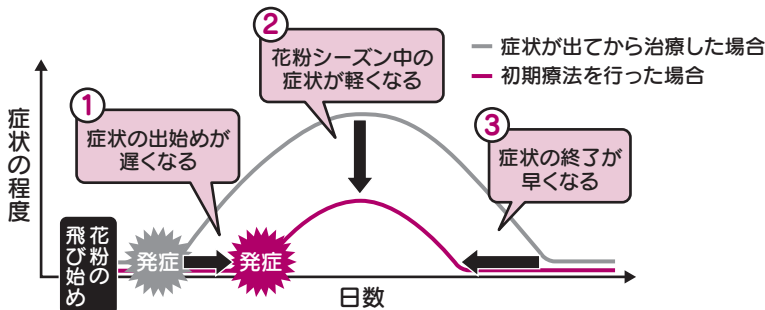 ②
花粉シーズン中の
症状が軽くなる
症状が出てから治療した場合
初期療法を行った場合
①
症状の出始めが
遅くなる
③
症状の終了が
早くなる
症状の程度
花粉の
飛び始め
発症
発症
日数